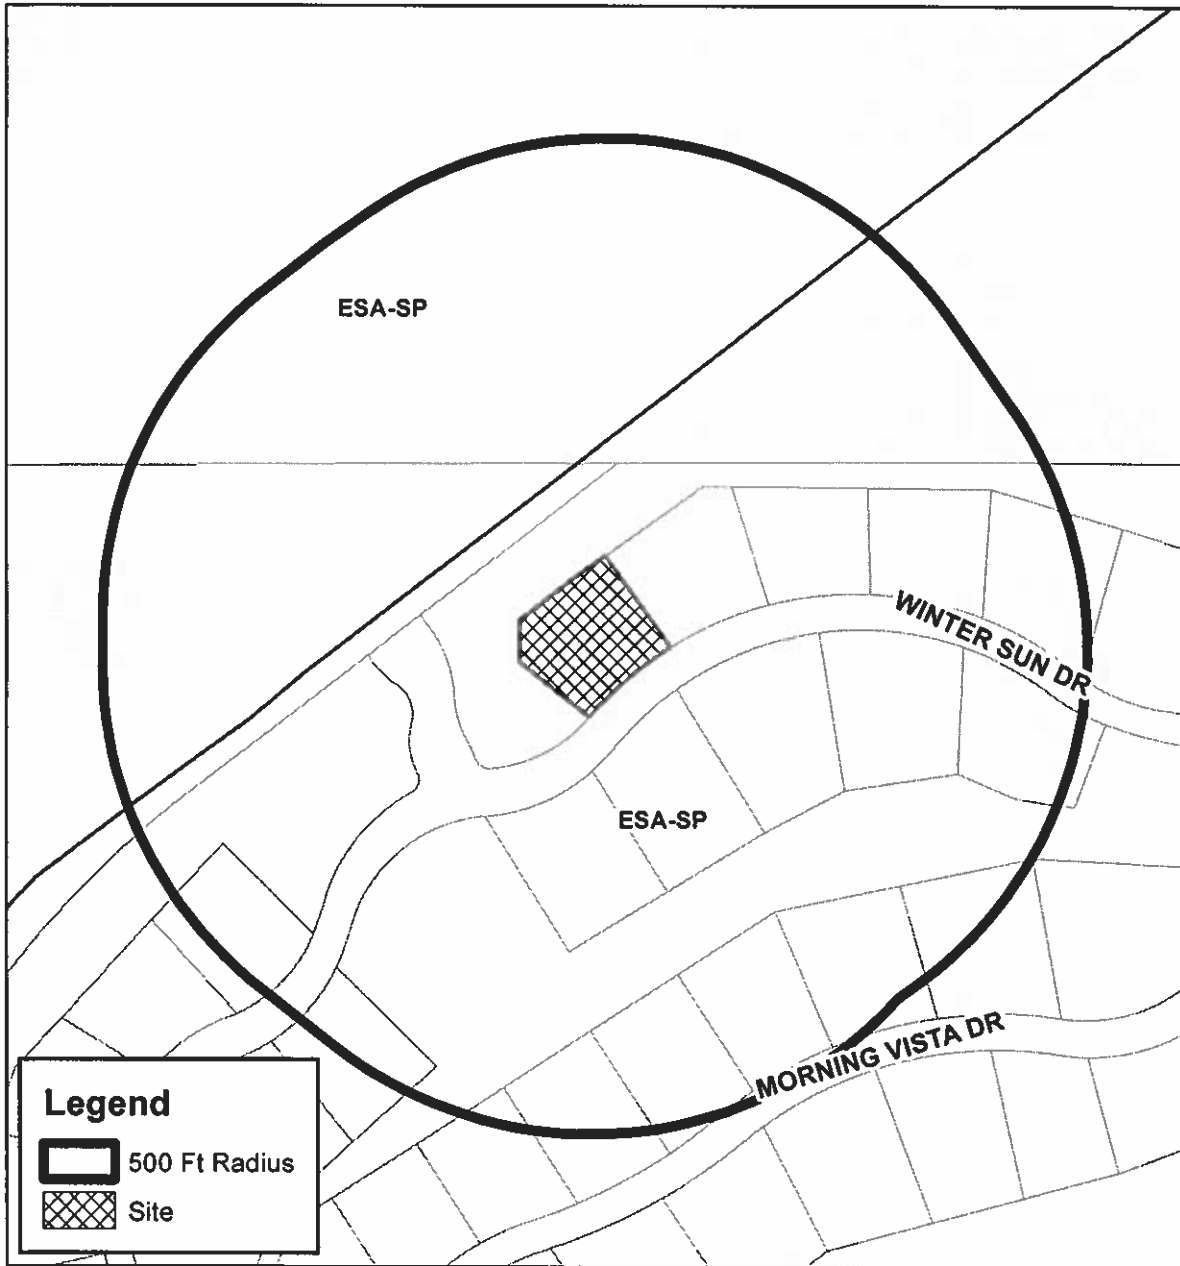 ESA-SP
WINTER SUN DR
ESA-SP
MORNING VISTA DR
Legend
500 Ft Radius
Site